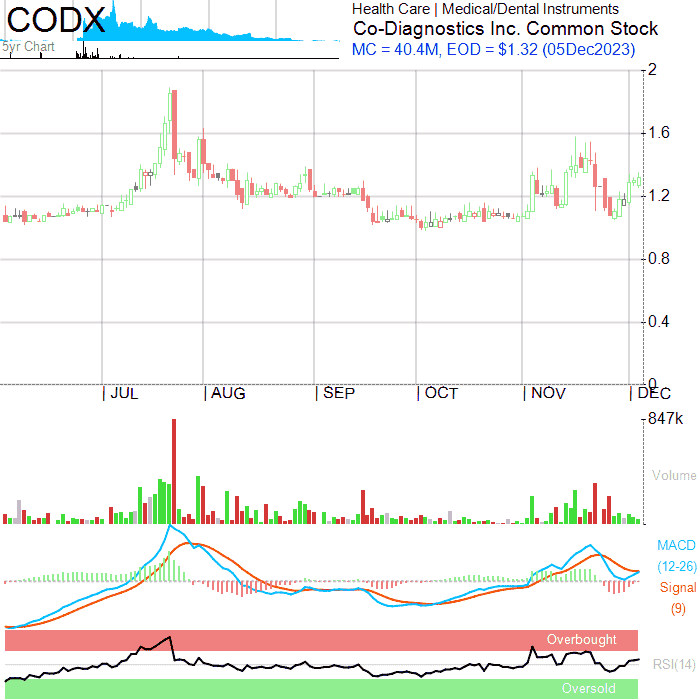 CODX
5yr Chart
Health Care | Medical/Dental Instruments
Co-Diagnostics Inc. Common Stock
MC = 40.4M, EOD = $1.32 (05Dec2023)
2
1.6
1.2
0.8
0.4
0
| JUL | AUG | SEP | OCT | NOV | DEC
847k
Volume
MACD
(12-26)
Signal
(9)
Overbought
RSI(14)
Oversold